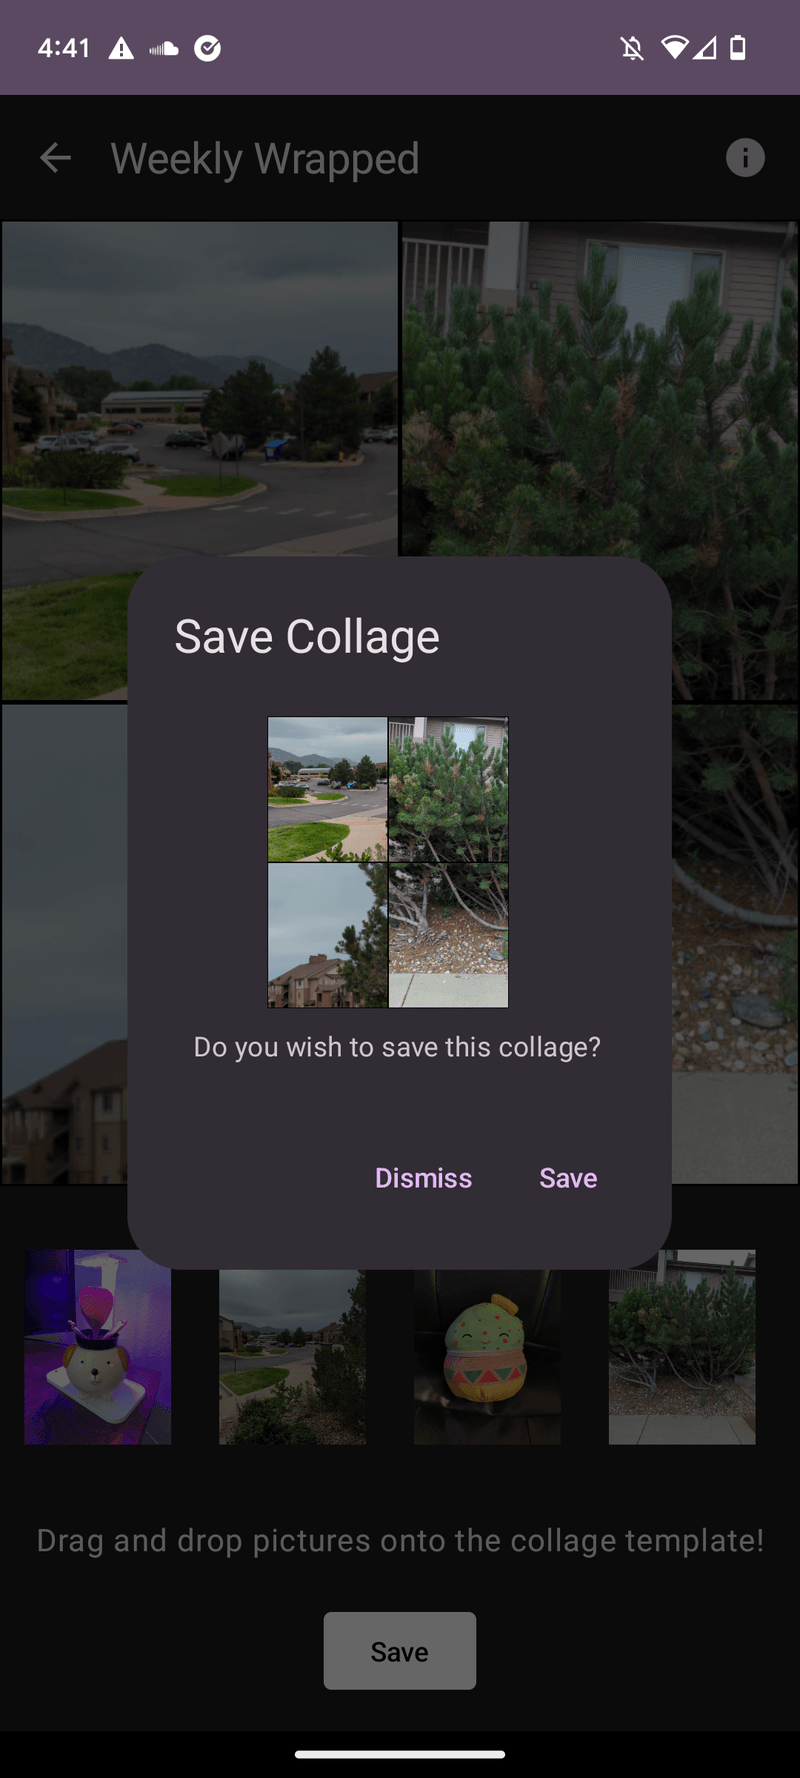 4:41
Weekly Wrapped
Save Collage
Do you wish to save this collage?
Dismiss Save
Drag and drop pictures onto the collage template!
Save